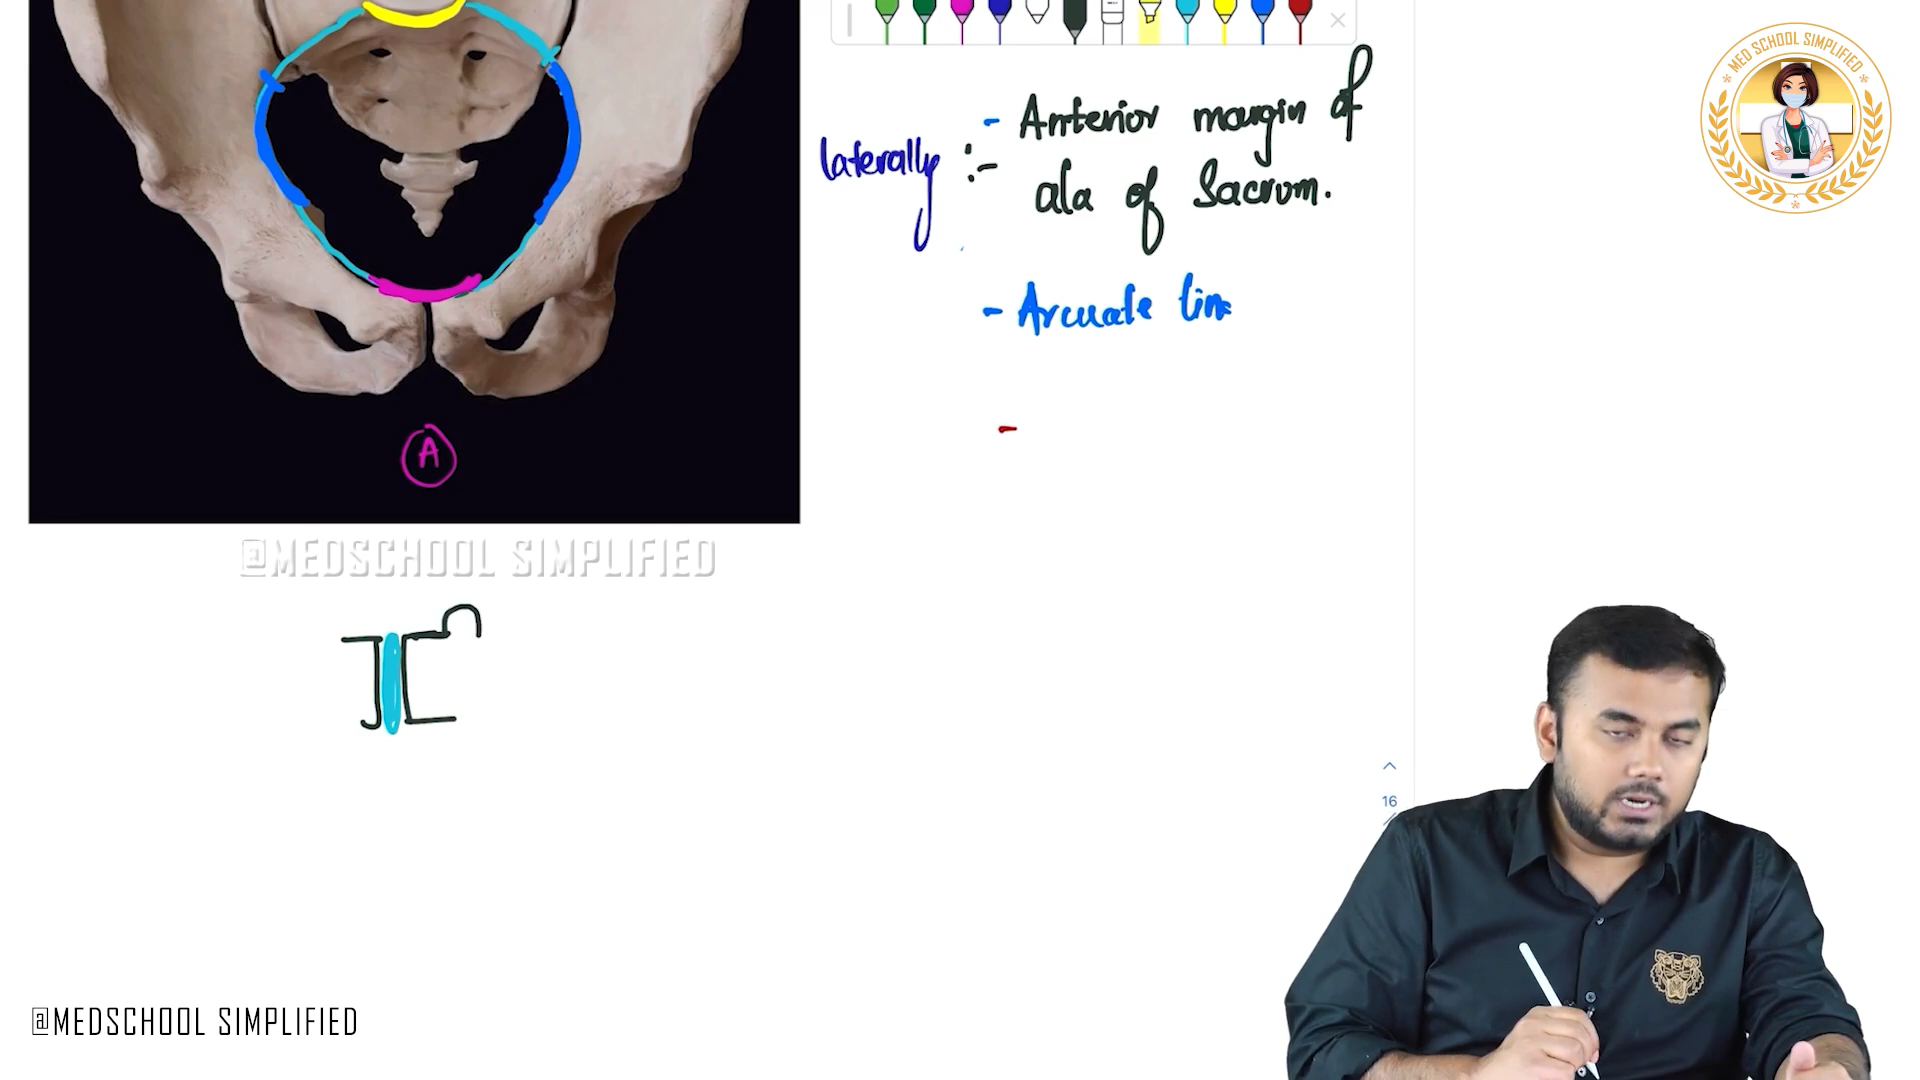 MED SCHOOL SIMPLIFIED
- Anterior margin of
laterally :-
ala of Sacrum.
- Arcuate line
-
A
@MEDSCHOOL SIMPLIFIED
16
@MEDSCHOOL SIMPLIFIED